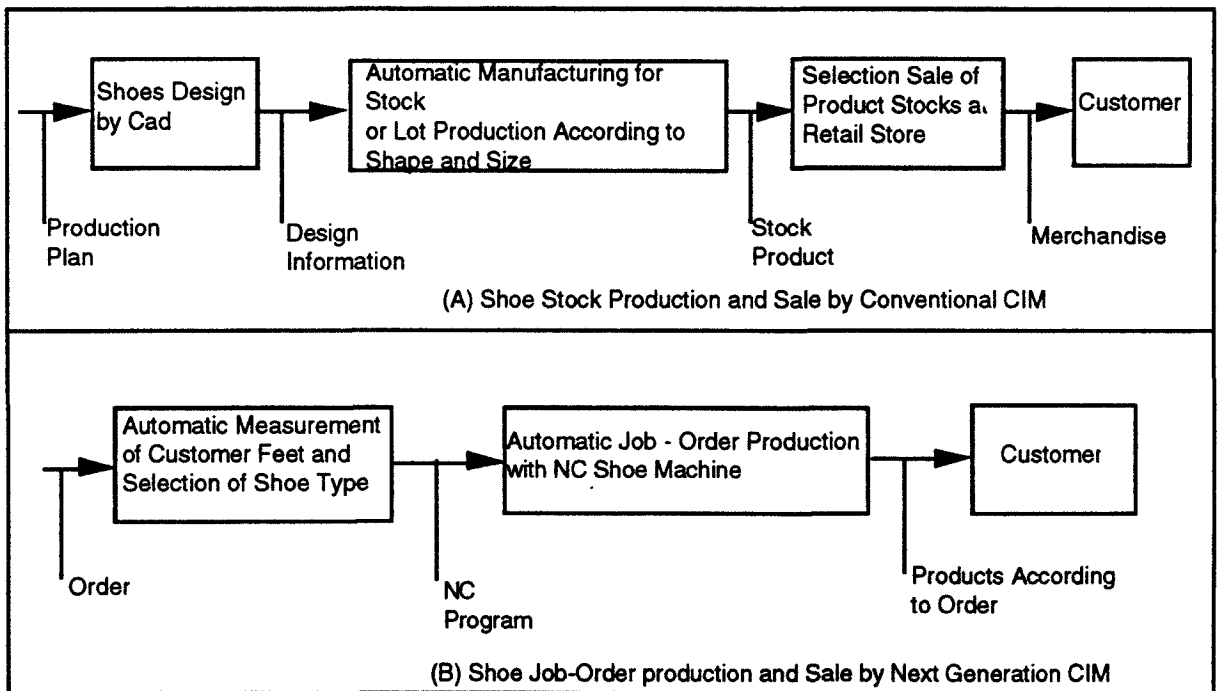 Shoes Design
by Cad
Automatic Manufacturing for
Stock
or Lot Production According to
Shape and Size
Selection Sale of
Product Stocks
Retail Store
Customer
Production
Plan
Design
Information
Stock
Product
Merchandise
(A) Shoe Stock Production and Sale by Conventional CIM
Automatic Measurement
of Customer Feet and
Selection of Shoe Type
Automatic Job - Order Production
with NC Shoe Machine
Customer
Order
NC
Program
Products According
to Order
(B) Shoe Job-Order production and Sale by Next Generation CIM